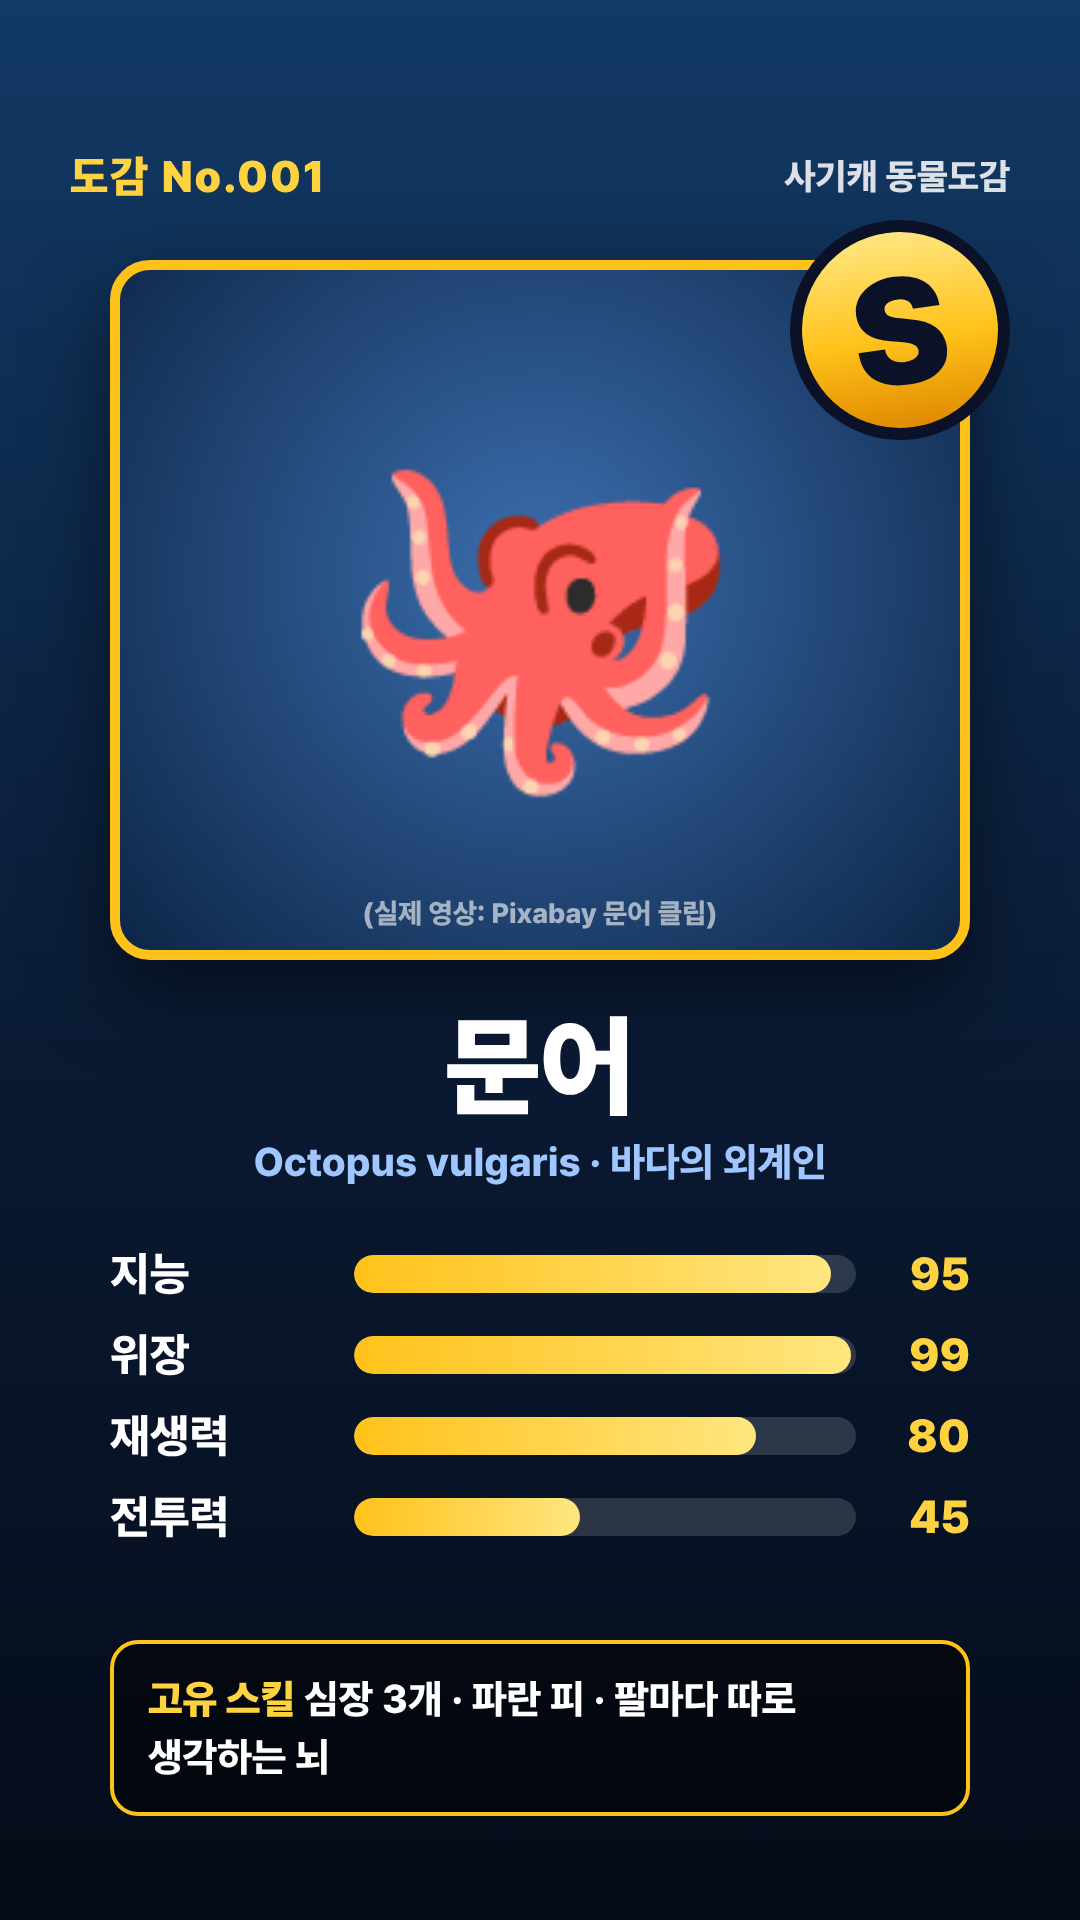 도감 No.001
사기캐 동물도감
S
(실제 영상: Pixabay 문어 클립)
문어
Octopus vulgaris · 바다의 외계인
지능 95
위장 99
재생력 80
전투력 45
고유 스킬 심장 3개 · 파란 피 · 팔마다 따로
생각하는 뇌